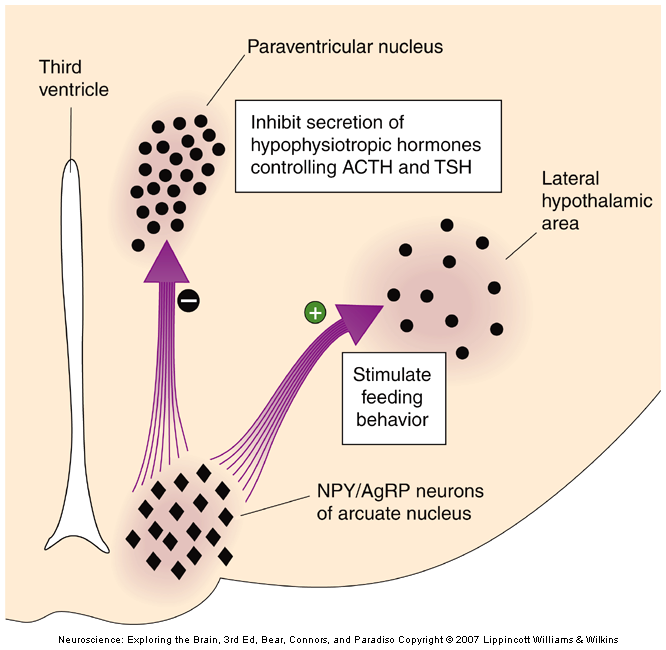 Paraventricular nucleus
Third
ventricle
Inhibit secretion of
hypophysiotropic hormones
controlling ACTH and TSH
Lateral
hypothalamic
area
−
+
Stimulate
feeding
behavior
NPY/AgRP neurons
of arcuate nucleus
Neuroscience: Exploring the Brain, 3rd Ed, Bear, Connors, and Paradiso Copyright © 2007 Lippincott Williams & Wilkins